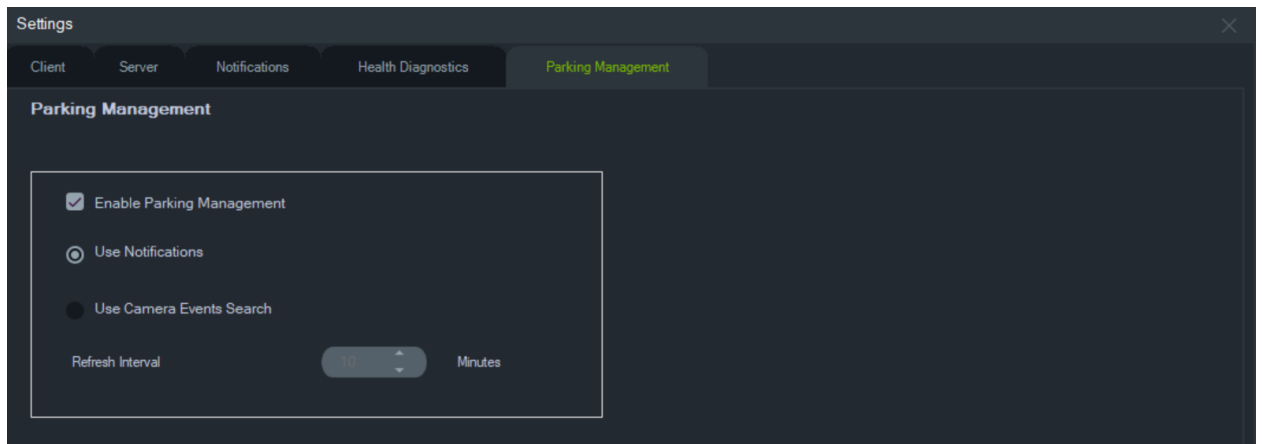 Settings
Client Server Notifications Health Diagnostics Parking Management
Parking Management
Enable Parking Management
Use Notifications
Use Camera Events Search
Refresh Interval 10 Minutes